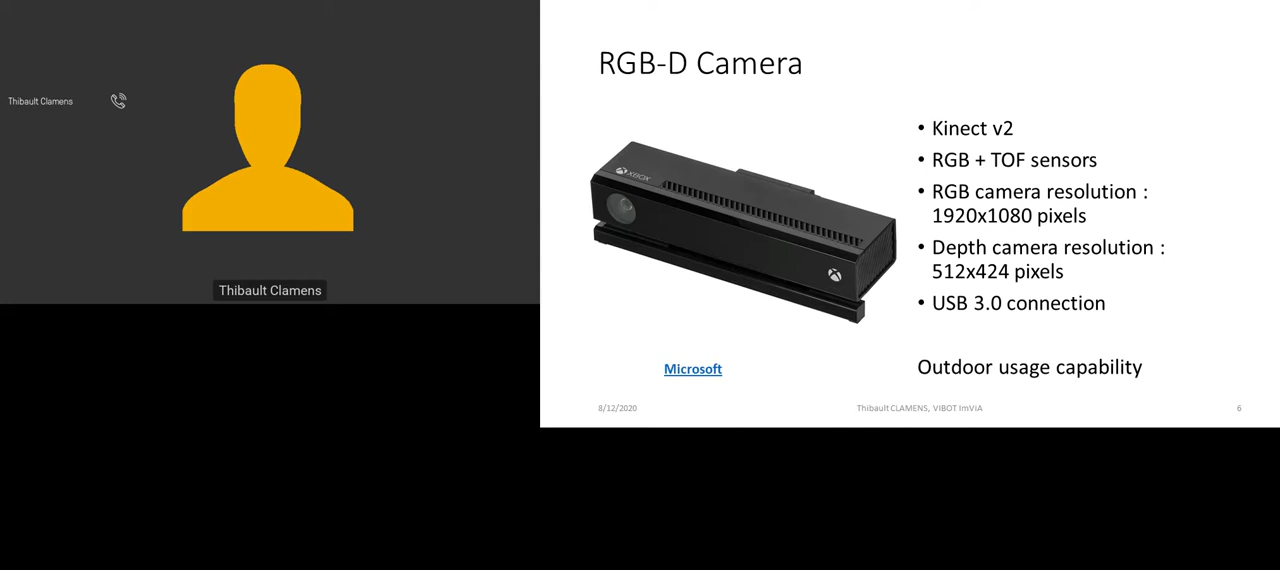 Thibault Clamens
Thibault Clamens
RGB-D Camera
XBOX
• Kinect v2
• RGB + TOF sensors
• RGB camera resolution :
1920x1080 pixels
• Depth camera resolution :
512x424 pixels
• USB 3.0 connection
Microsoft
Outdoor usage capability
8/12/2020
Thibault CLAMENS, VIBOT ImViA
6